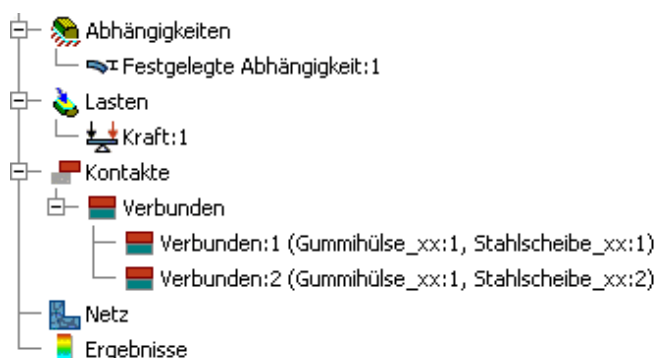 Abhängigkeiten
Festgelegte Abhängigkeit:1
Lasten
Kraft:1
Kontakte
Verbunden
Verbunden:1 (Gummihülse_xx:1, Stahlscheibe_xx:1)
Verbunden:2 (Gummihülse_xx:1, Stahlscheibe_xx:2)
Netz
Ergebnisse